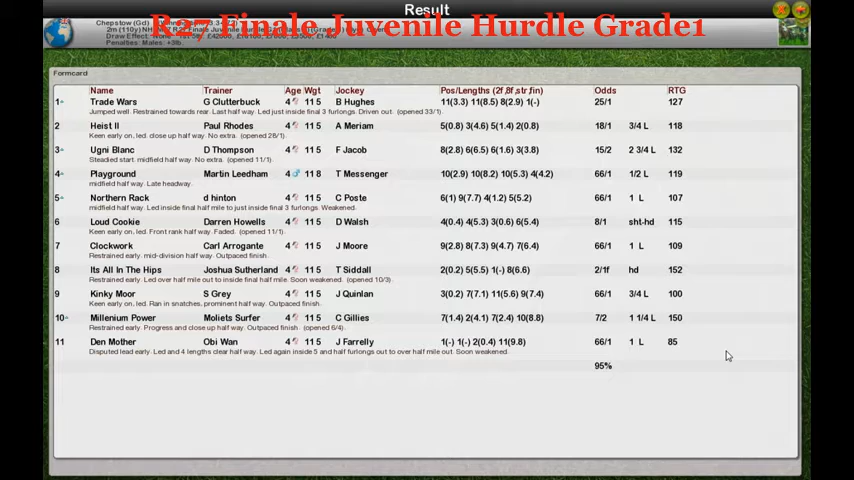 Result
R27 Finale Juvenile Hurdle Grade1
Chepstow (Gd)
2m (110y) NH
Penalties: Males: +3lb
Formcard
Name Trainer Age Wgt Jockey Pos/Lengths (2f,8f,str,fin) Odds RTG
1 Trade Wars G Clutterbuck 4 11 5 B Hughes 11(3.3) 11(8.5) 8(2.9) 1(-) 25/1 127
Jumped well. Restrained towards rear. Last half way. Led just inside final 3 furlongs. Driven out. (opened 33/1)
2 Heist II Paul Rhodes 4 11 5 A Meriam 5(0.8) 3(4.6) 5(1.4) 2(0.8) 18/1 3/4 L 118
Keen early on, led. close up half way. No extra. (opened 28/1)
3 Ugni Blanc D Thompson 4 11 5 F Jacob 8(2.8) 6(6.5) 6(1.6) 3(3.8) 15/2 2 3/4 L 132
Steadied start. midfield half way. No extra. (opened 11/1)
4 Playground Martin Leedham 4 11 8 T Messenger 10(2.9) 10(8.2) 10(5.3) 4(4.2) 66/1 1/2 L 119
midfield half way. Late headway.
5 Northern Rack d hinton 4 11 5 C Poste 6(1) 9(7.7) 4(1.2) 5(5.2) 66/1 1 L 107
midfield half way. Led inside final half mile to just inside final 3 furlongs. Weakened.
6 Loud Cookie Darren Howells 4 11 5 D Walsh 4(0.4) 4(5.3) 3(0.6) 6(5.4) 8/1 sht-hd 115
Keen early on, led. Front rank half way. Faded. (opened 11/1)
7 Clockwork Carl Arrogante 4 11 5 J Moore 9(2.8) 8(7.3) 9(4.7) 7(6.4) 66/1 1 L 109
Restrained early. mid-division half way. Outpaced finish.
8 Its All In The Hips Joshua Sutherland 4 11 5 T Siddall 2(0.2) 5(5.5) 1(-) 8(6.6) 2/1f hd 152
Restrained early. Led over half mile out to inside final half mile. Soon weakened. (opened 10/3)
9 Kinky Moor S Grey 4 11 5 J Quinlan 3(0.2) 7(7.1) 11(5.6) 9(7.4) 66/1 3/4 L 100
Keen early on, led. Ran in snatches, prominent half way. Outpaced finish.
10 Millenium Power Moliets Surfer 4 11 5 C Gillies 7(1.4) 2(4.1) 7(2.4) 10(8.8) 7/2 1 1/4 L 150
Restrained early. Progress and close up half way. Outpaced finish (opened 6/4)
11 Den Mother Obi Wan 4 11 5 J Farrelly 1(-) 1(-) 2(0.4) 11(9.8) 66/1 1 L 85
Disputed lead early. Led and 4 lengths clear half way. Led again inside 5 and half furlongs out to over half mile out. Soon weakened.
95%